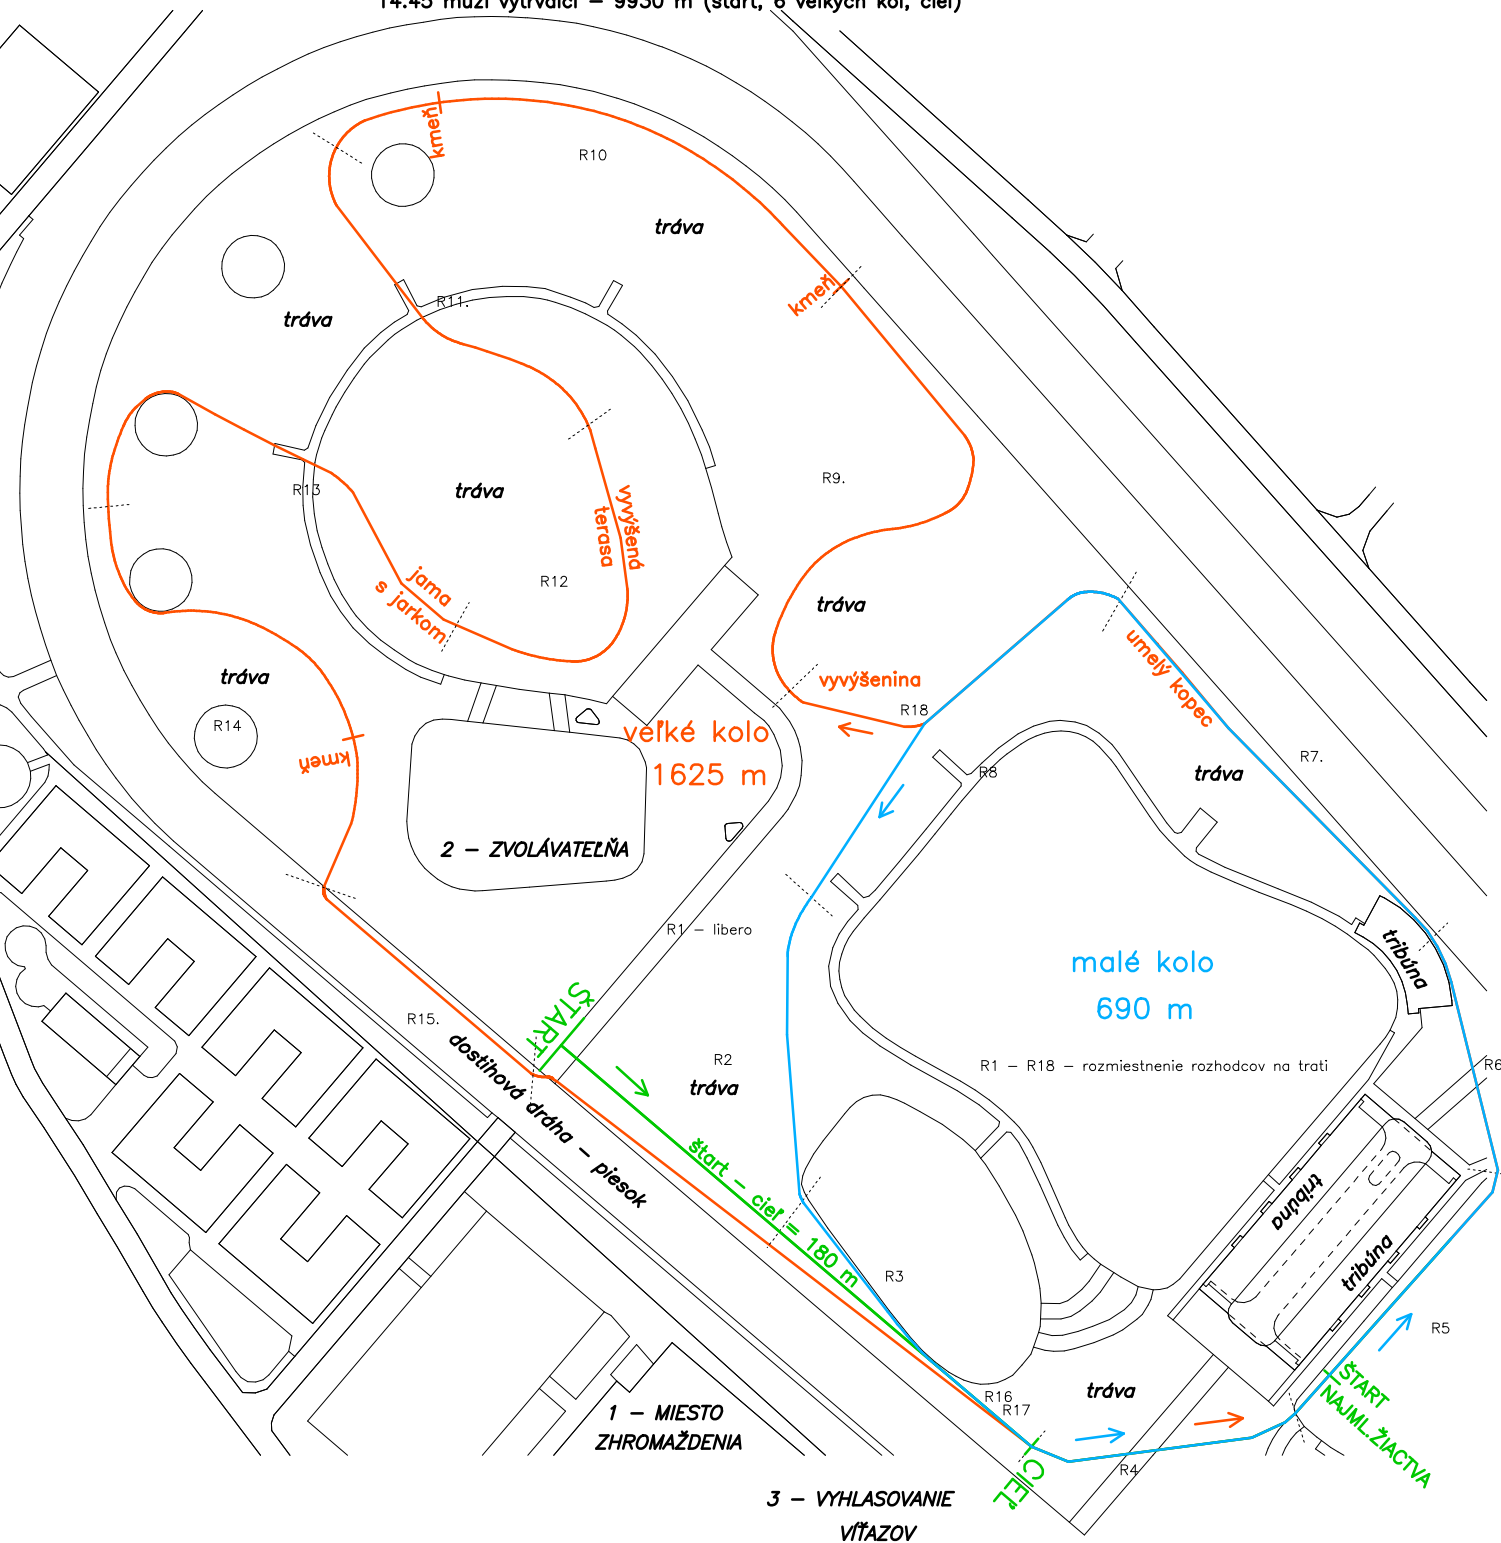 14.45 muži vytrvalci – 9930 m (štart, 6 veľkých kôl, cieľ)
kmeň
R10
tráva
kmeň
R11.
tráva
R9.
tráva
R13
vyvýšená
terasa
R12
jama
s jarkom
tráva
umelý kopec
tráva
vyvýšenina
R18
R14
kmeň
veľké kolo
1625 m
R7.
tráva
R8
2 – ZVOLÁVATEĽŇA
R1 – libero
tribúna
malé kolo
690 m
ŠTART
R15.
dostihová dráha – piesok
R2
tráva
R1 – R18 – rozmiestnenie rozhodcov na trati
R6
štart – cieľ = 180 m
tribúna
tribúna
R3
R5
ŠTART
NAJML.ŽIACTVA
tráva
R16
R17
1 – MIESTO
ZHROMAŽDENIA
R4
CIEĽ
3 – VYHLASOVANIE
VÍŤAZOV